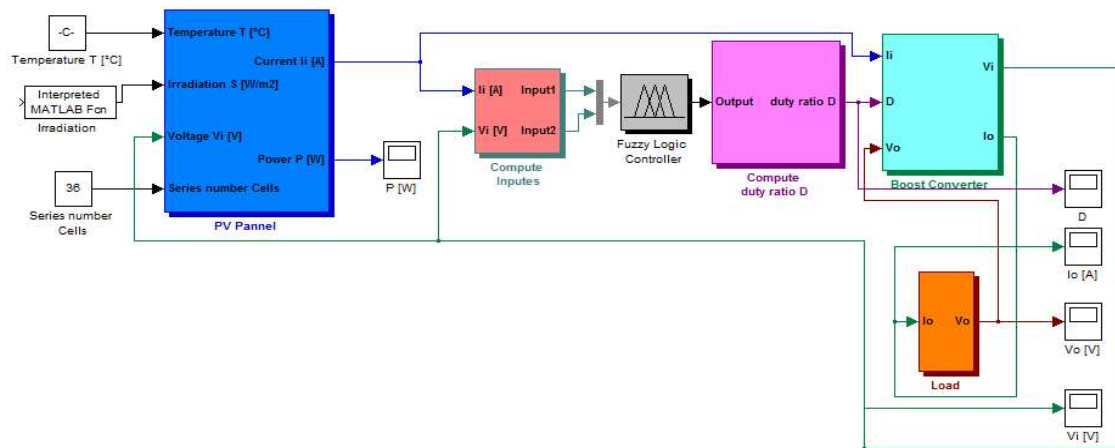 -C-
Temperature T [°C]
Interpreted
MATLAB Fcn
Irradiation
36
Series number
Cells
Temperature T [°C]
Current Ii [A]
Irradiation S [W/m2]
Voltage Vi [V]
Power P [W]
Series number Cells
PV Pannel
P [W]
Ii [A]
Input1
Vi [V]
Input2
Compute
Inputes
Fuzzy Logic
Controller
Output
duty ratio D
Compute
duty ratio D
Ii
Vi
D
Io
Vo
Boost Converter
D
Io [A]
Io
Vo
Load
Vo [V]
Vi [V]